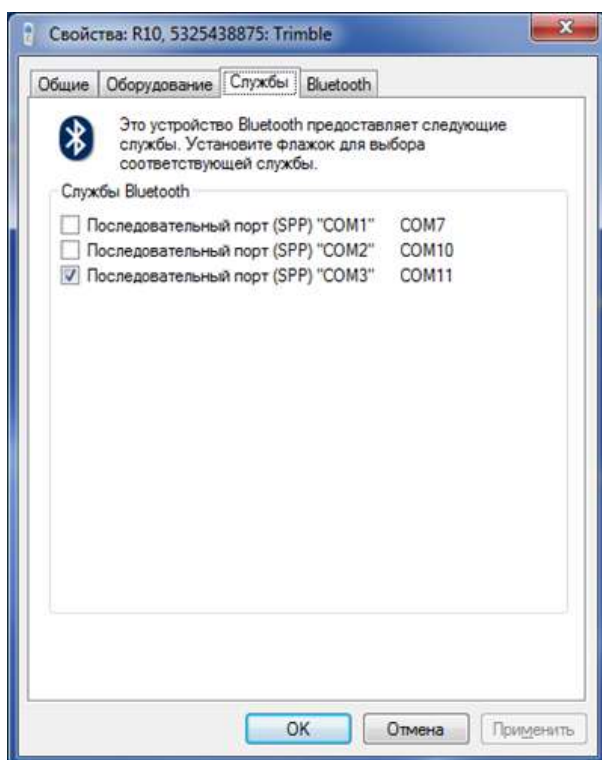 Свойства: R10, 5325438875: Trimble
Общие Оборудование Службы Bluetooth
Это устройство Bluetooth предоставляет следующие
службы. Установите флажок для выбора
соответствующей службы.
Службы Bluetooth
Последовательный порт (SPP) "COM1" COM7
Последовательный порт (SPP) "COM2" COM10
Последовательный порт (SPP) "COM3" COM11
OK Отмена Применить